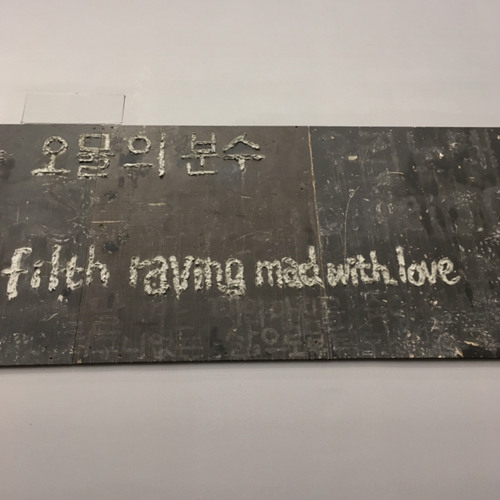 오물의 분수
filth raving mad with love